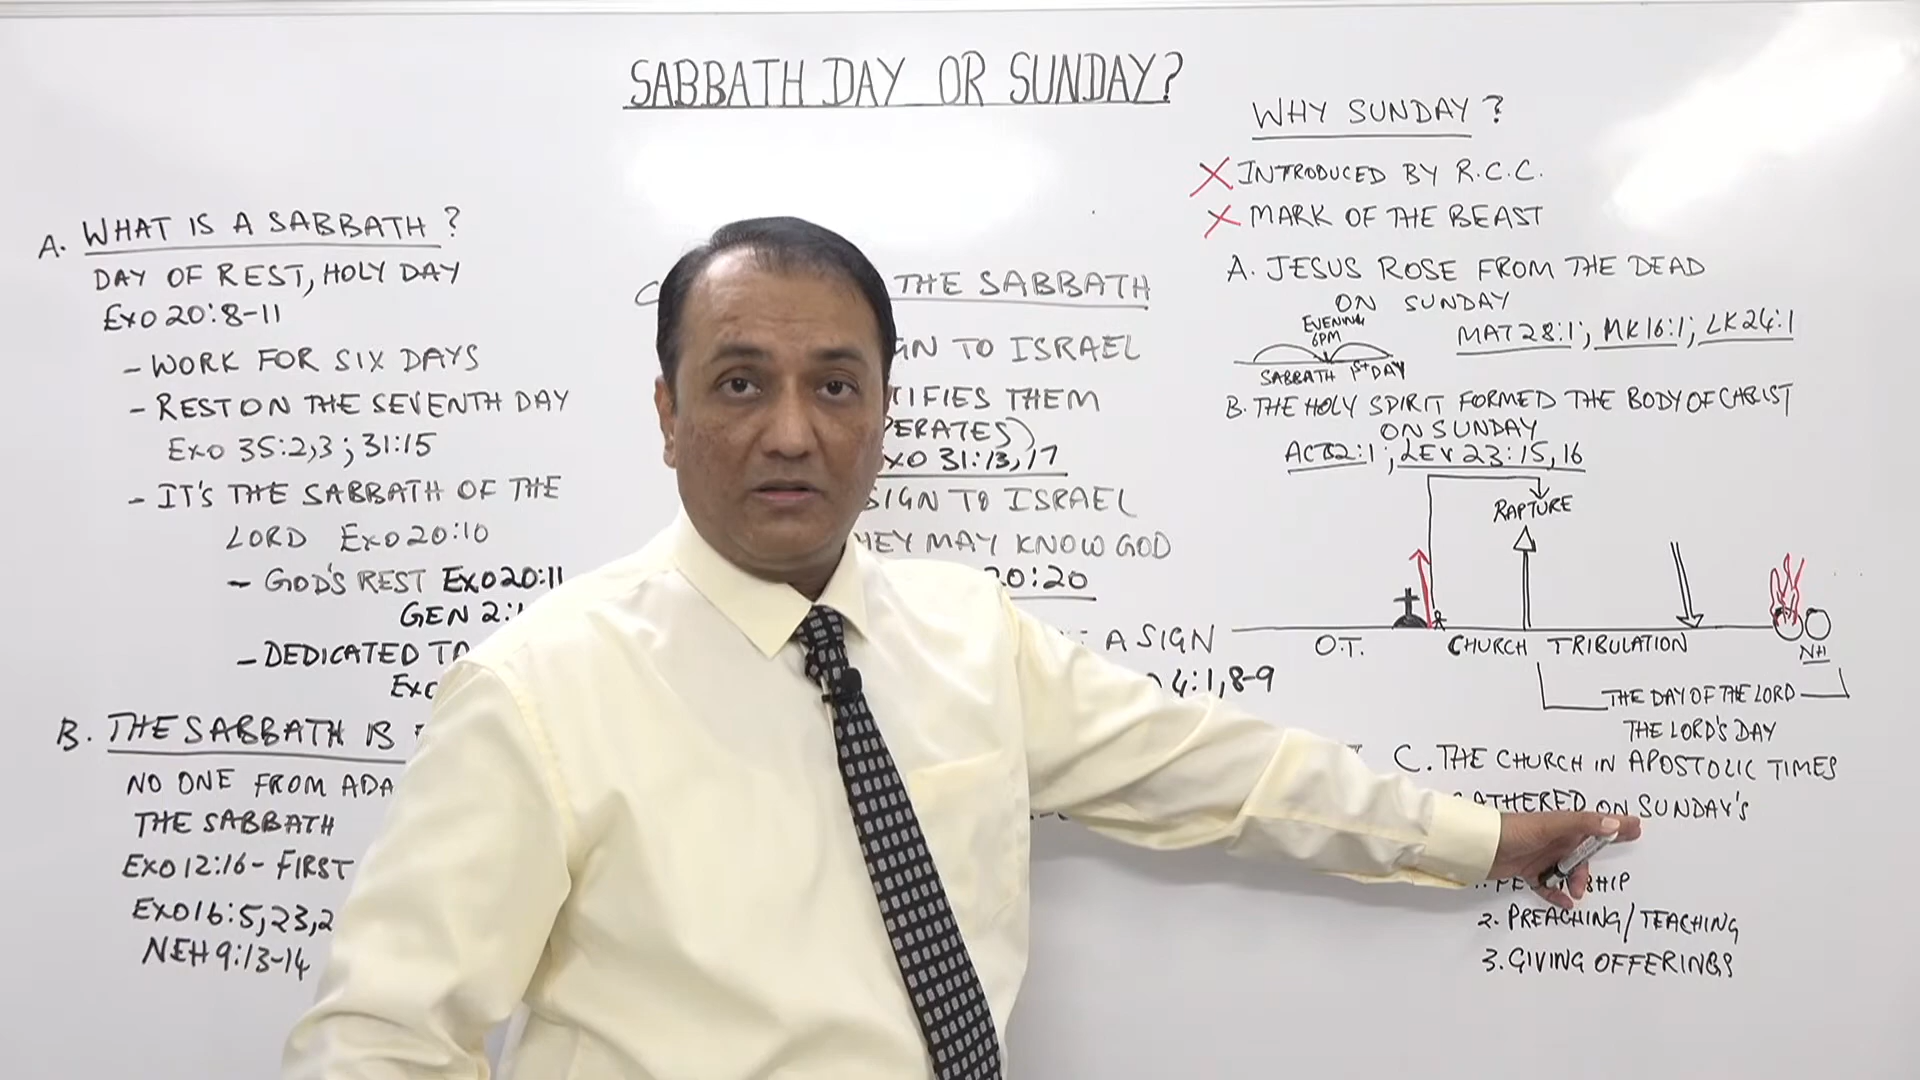 SABBATH DAY OR SUNDAY?
A. WHAT IS A SABBATH?
DAY OF REST, HOLY DAY
EXO 20:8-11
- WORK FOR SIX DAYS
- REST ON THE SEVENTH DAY
EXO 35:2,3; 31:15
- IT'S THE SABBATH OF THE
LORD EXO 20:10
- GOD'S REST EXO 20:11
GEN 2:
- DEDICATED TO
B. THE SABBATH IS
NO ONE FROM ADA
THE SABBATH
EXO 12:16 - FIRST
EXO 16:5,23,2
NEH 9:13-14
THE SABBATH
GN TO ISRAEL
TIFIES THEM
PERATES)
XO 31:13,17
SIGN TO ISRAEL
HEY MAY KNOW GOD
20:20
A SIGN
4:1,8-9
WHY SUNDAY?
X INTRODUCED BY R.C.C.
X MARK OF THE BEAST
A. JESUS ROSE FROM THE DEAD
ON SUNDAY
EVENING
6PM
MAT 28:1; MK 16:1; LK 24:1
SABBATH 1ST DAY
B. THE HOLY SPIRIT FORMED THE BODY OF CHRIST
ON SUNDAY
ACTS 2:1; LEV 23:15,16
RAPTURE
O.T. CHURCH TRIBULATION NH
THE DAY OF THE LORD
THE LORD'S DAY
C. THE CHURCH IN APOSTOLIC TIMES
GATHERED ON SUNDAY'S
2. PREACHING/TEACHING
3. GIVING OFFERINGS